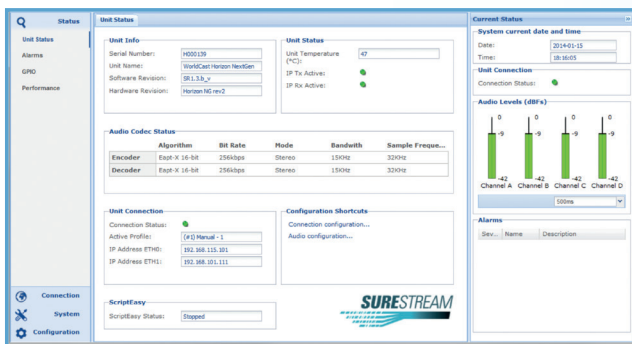 Status
Unit Status
Alarms
GPIO
Performance
Connection
System
Configuration
Unit Status
Unit Info
Serial Number: H000139
Unit Name: WorldCast Horizon NextGen
Software Revision: SR1.3.b_v
Hardware Revision: Horizon NG rev2
Unit Status
Unit Temperature (°C): 47
IP Tx Active:
IP Rx Active:
Audio Codec Status
Algorithm Bit Rate Mode Bandwith Sample Freque...
Encoder Eapt-X 16-bit 256kbps Stereo 15KHz 32KHz
Decoder Eapt-X 16-bit 256kbps Stereo 15KHz 32KHz
Unit Connection
Connection Status:
Active Profile: (#1) Manual - 1
IP Address ETH0: 192.168.115.101
IP Address ETH1: 192.168.101.111
Configuration Shortcuts
Connection configuration...
Audio configuration...
ScriptEasy
ScriptEasy Status: Stopped
SURESTREAM
Current Status
System current date and time
Date: 2014-01-15
Time: 18:16:05
Unit Connection
Connection Status:
Audio Levels (dBFs)
0 0 0 0
-9 -9 -9 -9
-42 -42 -42 -42
Channel A Channel B Channel C Channel D
500ms
Alarms
Sev... Name Description